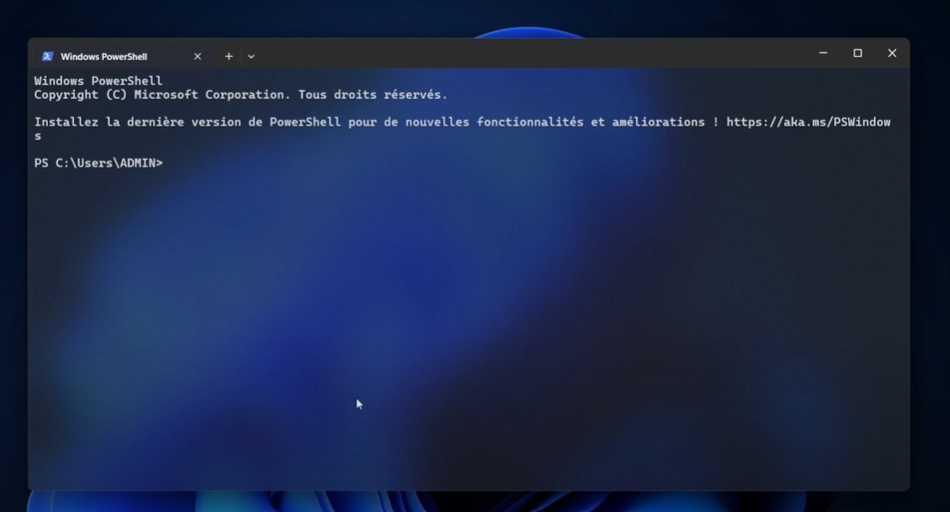 Windows PowerShell
Windows PowerShell
Copyright (C) Microsoft Corporation. Tous droits réservés.
Installez la dernière version de PowerShell pour de nouvelles fonctionnalités et améliorations ! https://aka.ms/PSWindow
s
PS C:\Users\ADMIN>